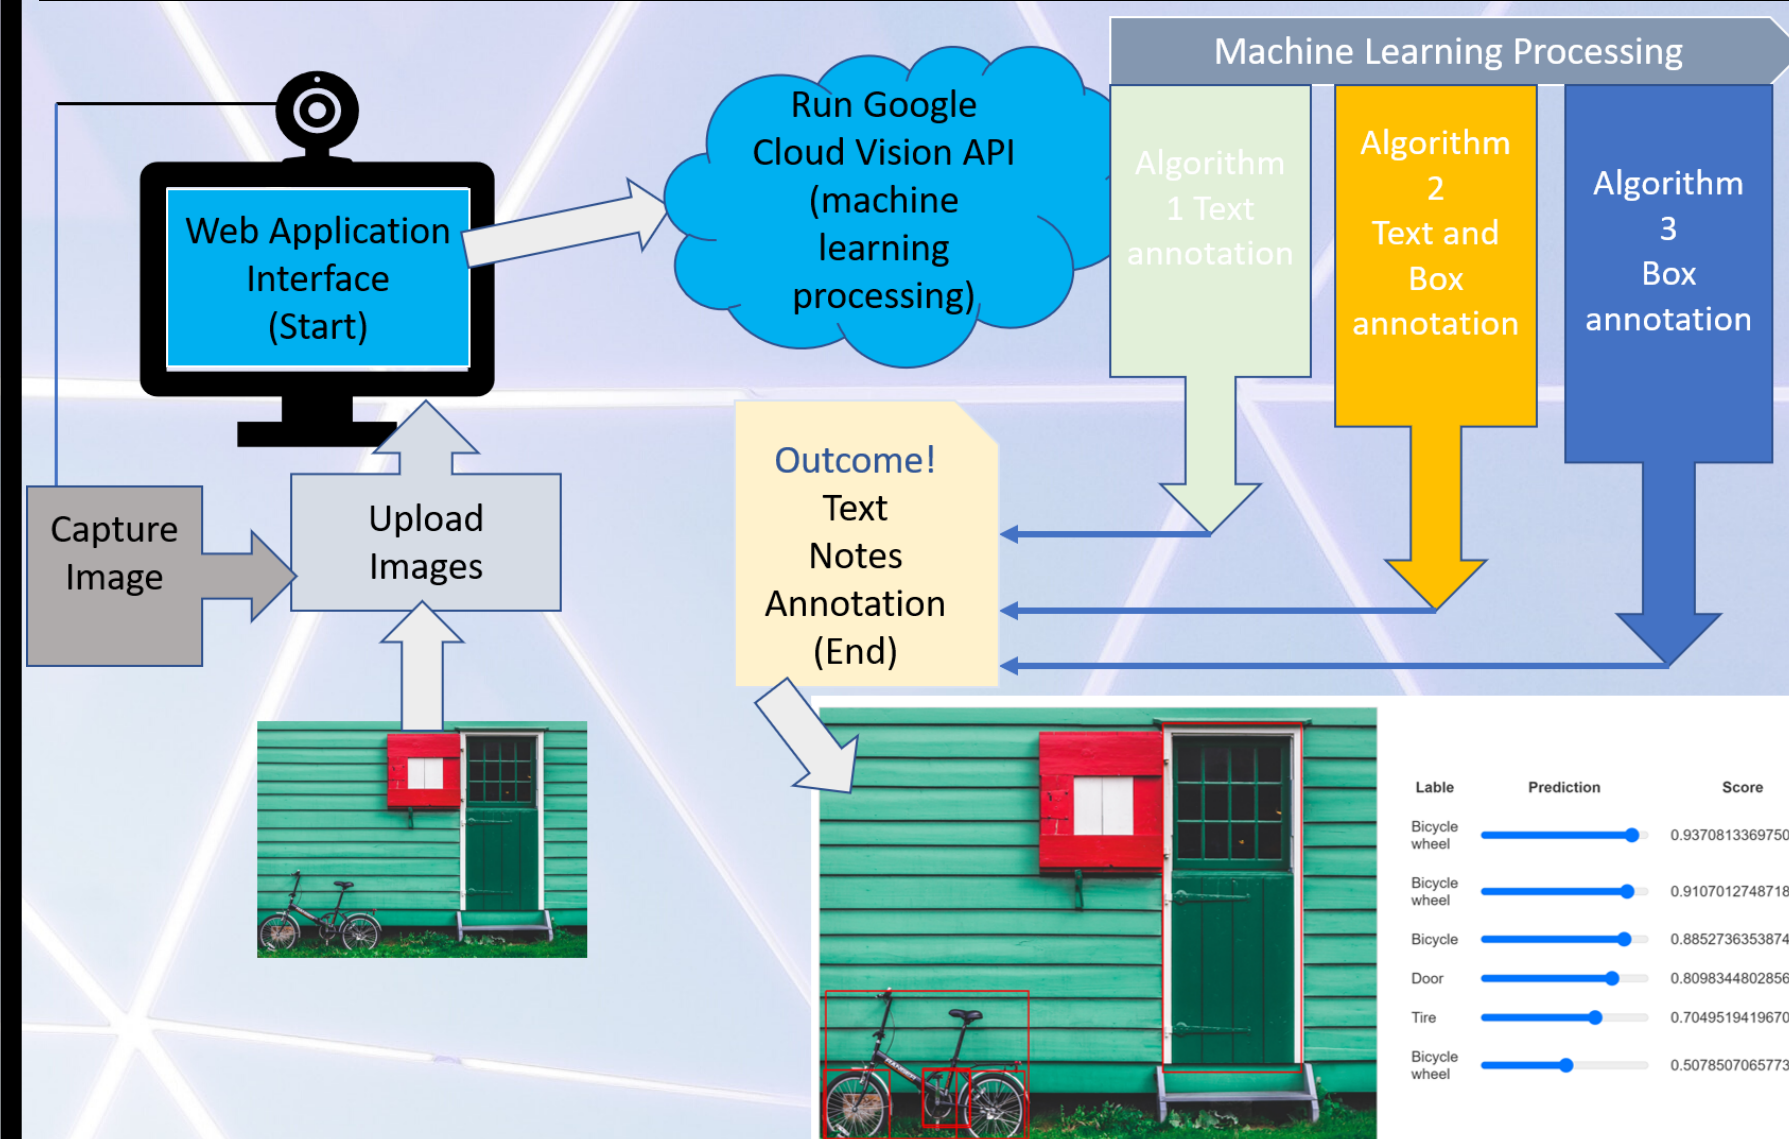 Machine Learning Processing
Run Google
Cloud Vision API
(machine
learning
processing)
Algorithm
1 Text
annotation
Algorithm
2
Text and
Box
annotation
Algorithm
3
Box
annotation
Web Application
Interface
(Start)
Outcome!
Text
Notes
Annotation
(End)
Capture
Image
Upload
Images
Lable Prediction Score
Bicycle
wheel
0.9370813369750
Bicycle
wheel
0.9107012748718
Bicycle 0.8852736353874
Door 0.8098344802856
Tire 0.7049519419670
Bicycle
wheel
0.5078507065773